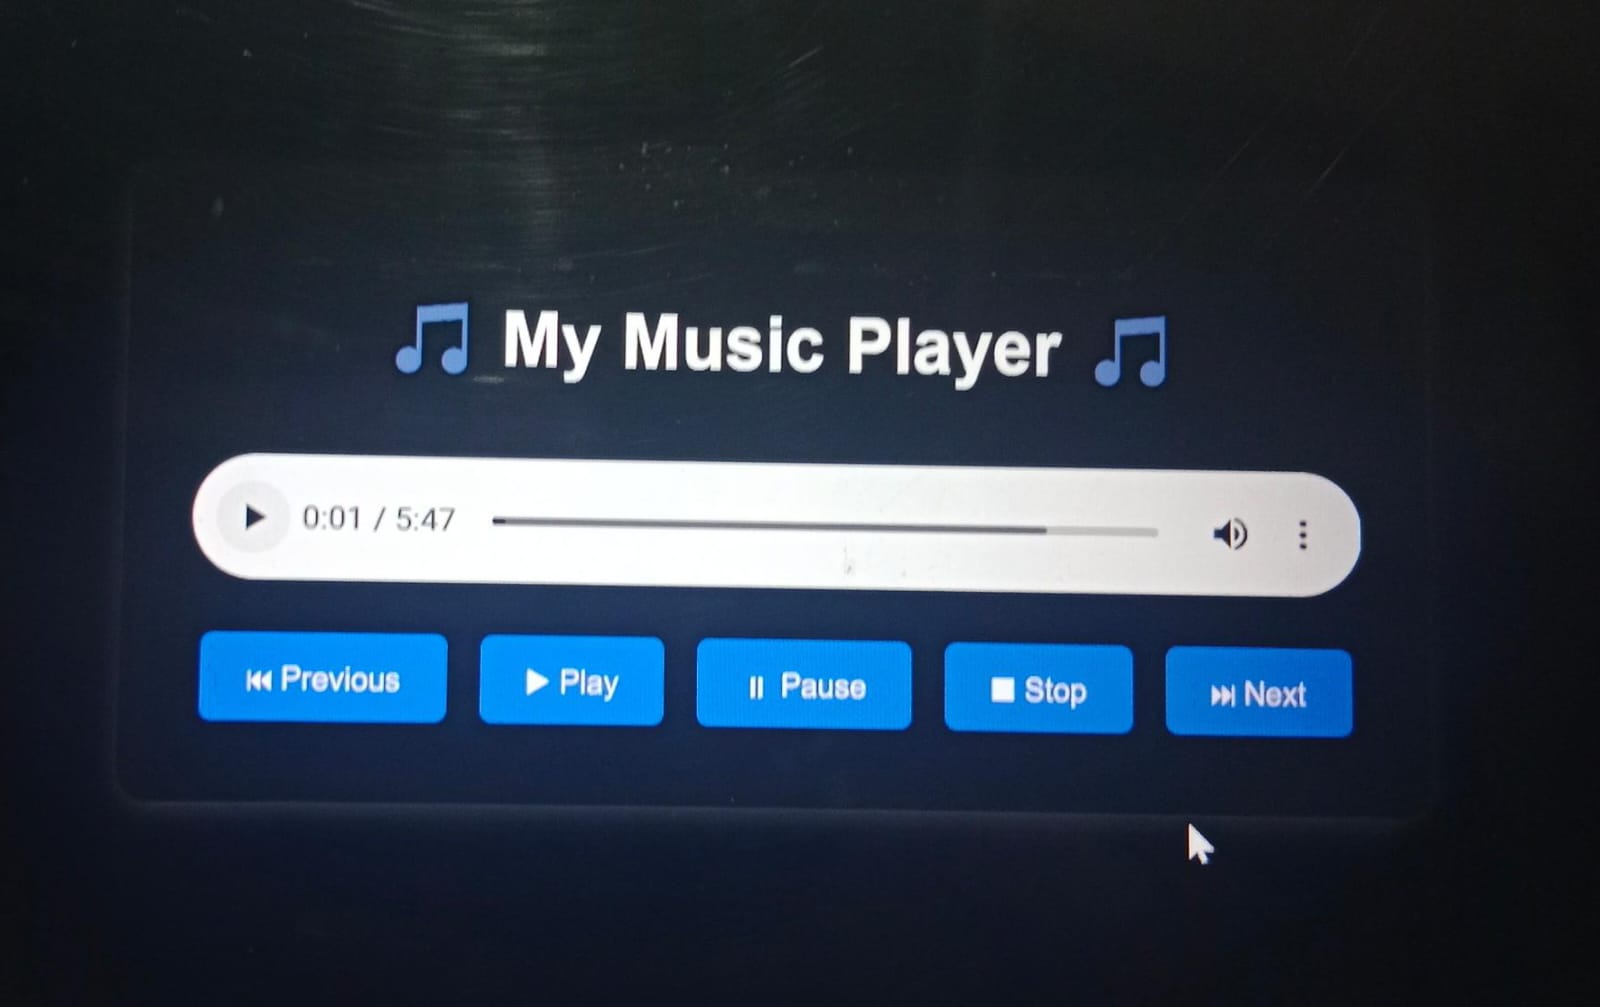 🎵 My Music Player 🎵
0:01 / 5:47
⏮ Previous ▶ Play ⏸ Pause ⏹ Stop ⏭ Next